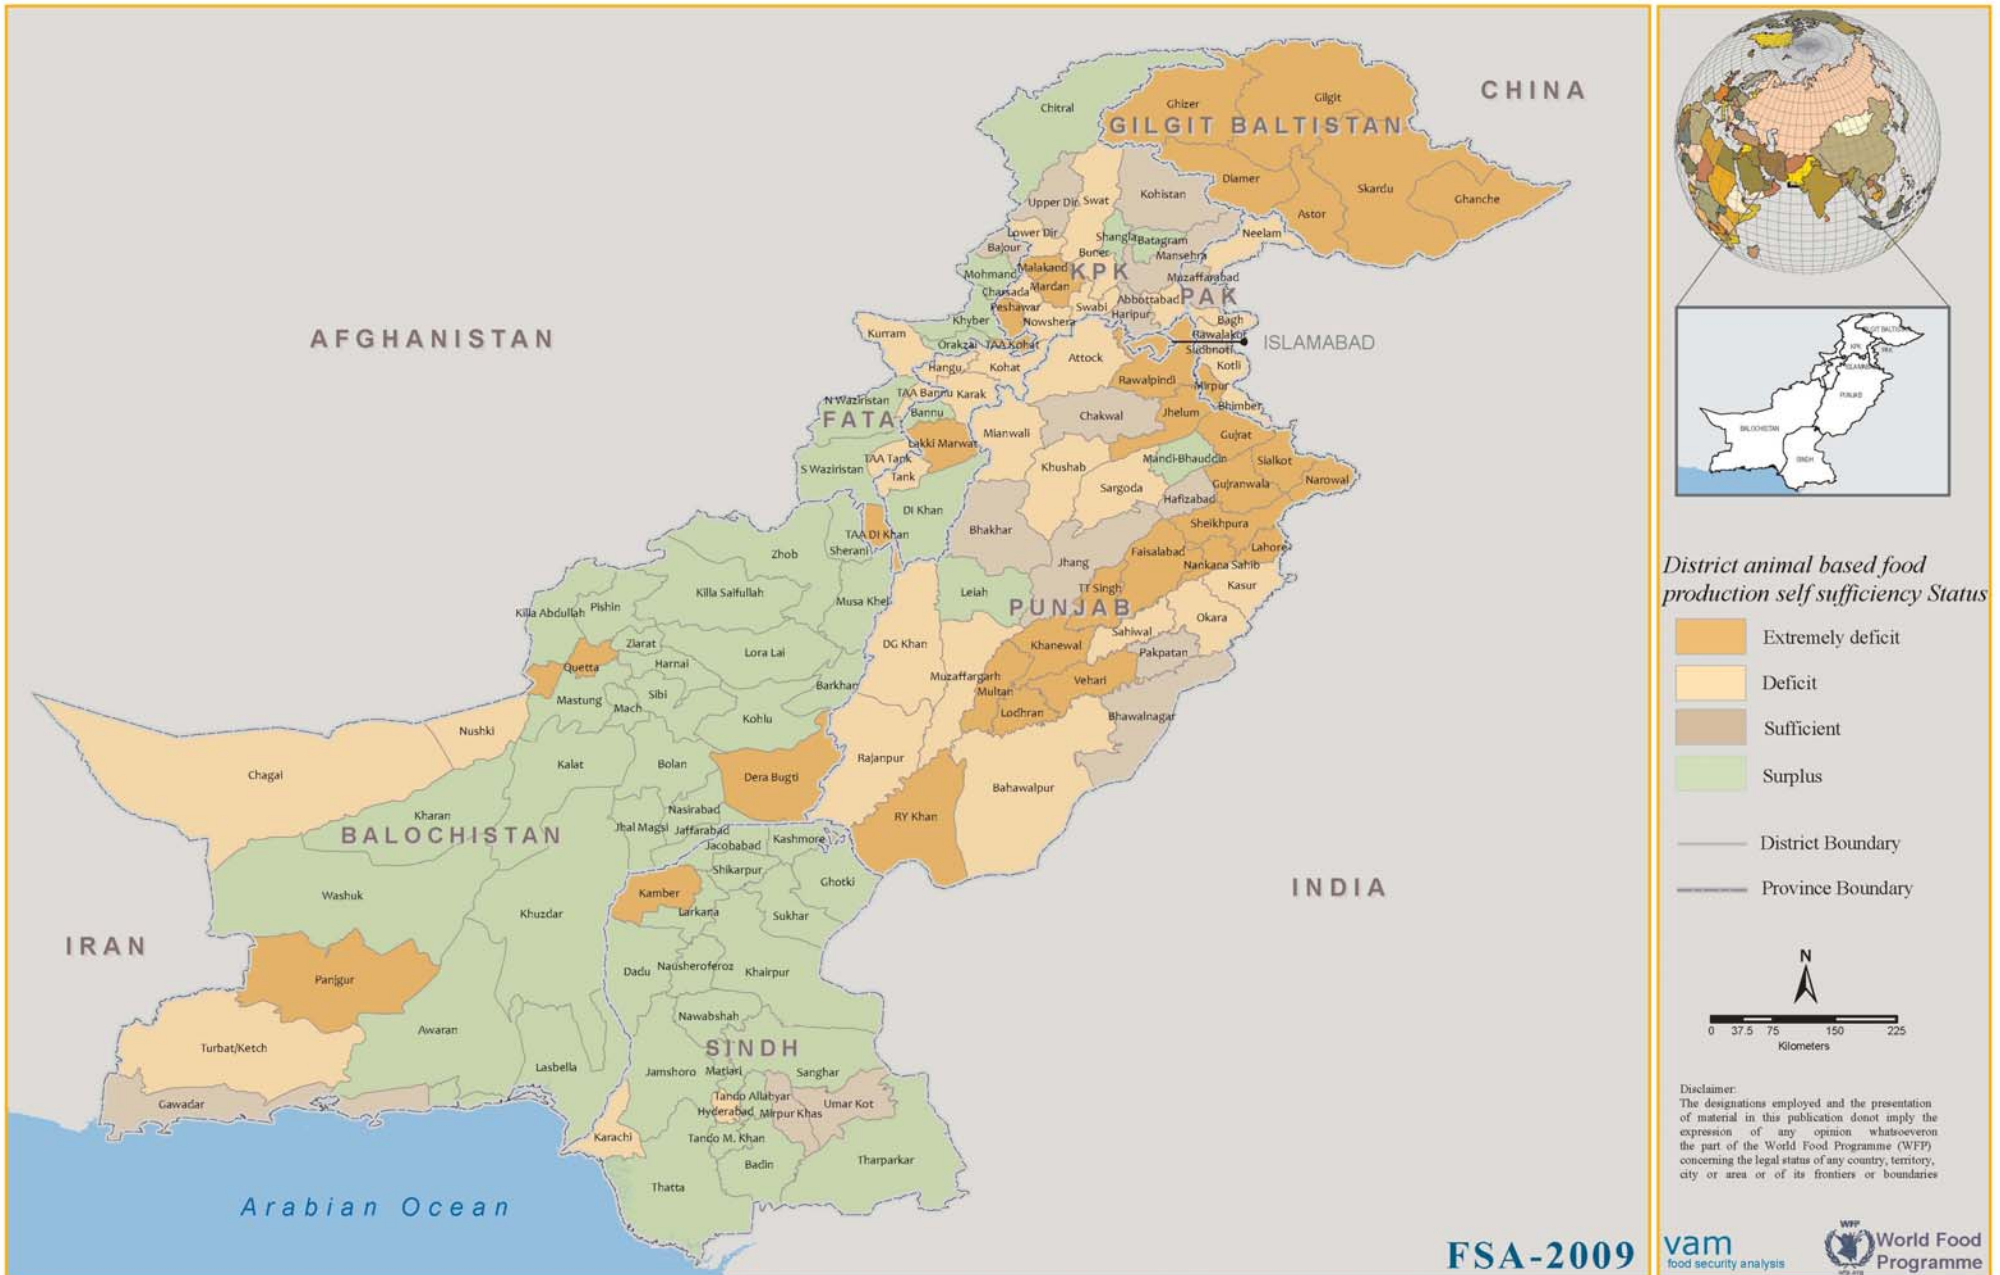 CHINA
Chitral
Ghizer
Gilgit
GILGIT BALTISTAN
Diamer
Skardu
Ghanche
Astor
Kohistan
Upper Dir
Swat
Lower Dir
Shangla
Batagram
Neelam
Bajour
Buner
Mansehra
Mohmand
Malakand
KPK
Muzaffarabad
Charsada
Mardan
Abbottabad
PAK
Peshawar
Swabi
Haripur
Khyber
Nowshera
Bagh
Kurram
Rawalakot
AFGHANISTAN
Orakzai
TAA Kohat
Sudbnoti
ISLAMABAD
Attock
Hangu
Kohat
Kotli
Rawalpindi
Mirpur
TAA Bannu
Karak
N Waziristan
Bannu
Chakwal
Jhelum
Bhimber
FATA
Mianwali
Gujrat
Lakki Marwat
TAA Tank
Mandi-Bhauddin
Sialkot
S Waziristan
Khushab
Tank
Sargoda
Gujranwala
Narowal
Hafizabad
DI Khan
Bhakhar
Sheikhpura
TAA DI Khan
Sherani
Zhob
Faisalabad
Lahore
Jhang
Nankana Sahib
Killa Saifullah
Leiah
TT Singh
Kasur
Musa Khel
PUNJAB
Killa Abdullah
Pishin
Okara
Ziarat
DG Khan
Khanewal
Sahiwal
Pakpatan
Lora Lai
Quetta
Harnai
Muzaffargarh
Vehari
Barkhan
Multan
Mastung
Sibi
Mach
Kohlu
Lodhran
Bhawalnagar
Nushki
Chagai
Kalat
Bolan
Dera Bugti
Rajanpur
Bahawalpur
Kharan
Nasirabad
RY Khan
BALOCHISTAN
Jhal Magsi
Jaffarabad
Jacobabad
Kashmore
Shikarpur
Washuk
Kamber
Ghotki
INDIA
Khuzdar
Larkana
Sukhar
IRAN
Panjgur
Dadu
Nausheroferoz
Khairpur
Nawabshah
Awaran
Turbat/Ketch
SINDH
Lasbella
Jamshoro
Matiari
Sanghar
Gawadar
Tando Allahyar
Umar Kot
Hyderabad
Mirpur Khas
Karachi
Tando M. Khan
Badin
Tharparkar
Thatta
Arabian Ocean
FSA-2009
GILGIT BALTISTAN
KPK
PAK
ISLAMABAD
PUNJAB
BALOCHISTAN
SINDH
District animal based food
production self sufficiency Status
Extremely deficit
Deficit
Sufficient
Surplus
District Boundary
Province Boundary
N
0 37.5 75 150 225
Kilometers
Disclaimer:
The designations employed and the presentation
of material in this publication donot imply the
expression of any opinion whatsoeveron
the part of the World Food Programme (WFP)
concerning the legal status of any country, territory,
city or area or of its frontiers or boundaries
vam
food security analysis
WFP
World Food
Programme